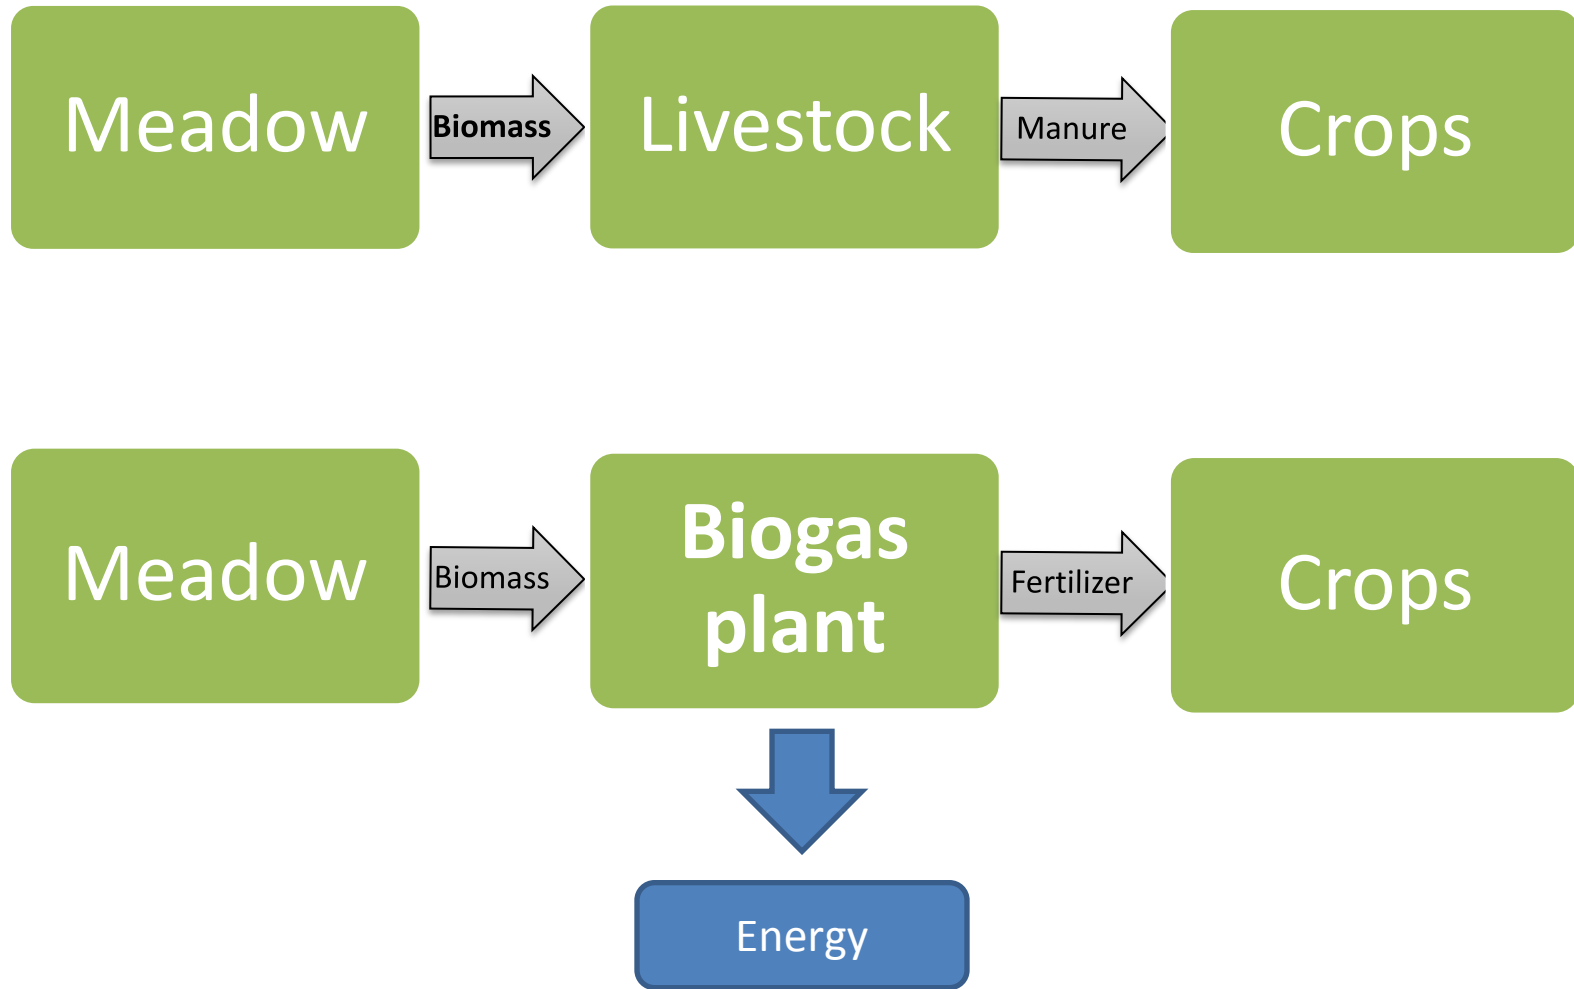 Meadow
Biomass
Livestock
Manure
Crops
Meadow
Biomass
Biogas
plant
Fertilizer
Crops
Energy